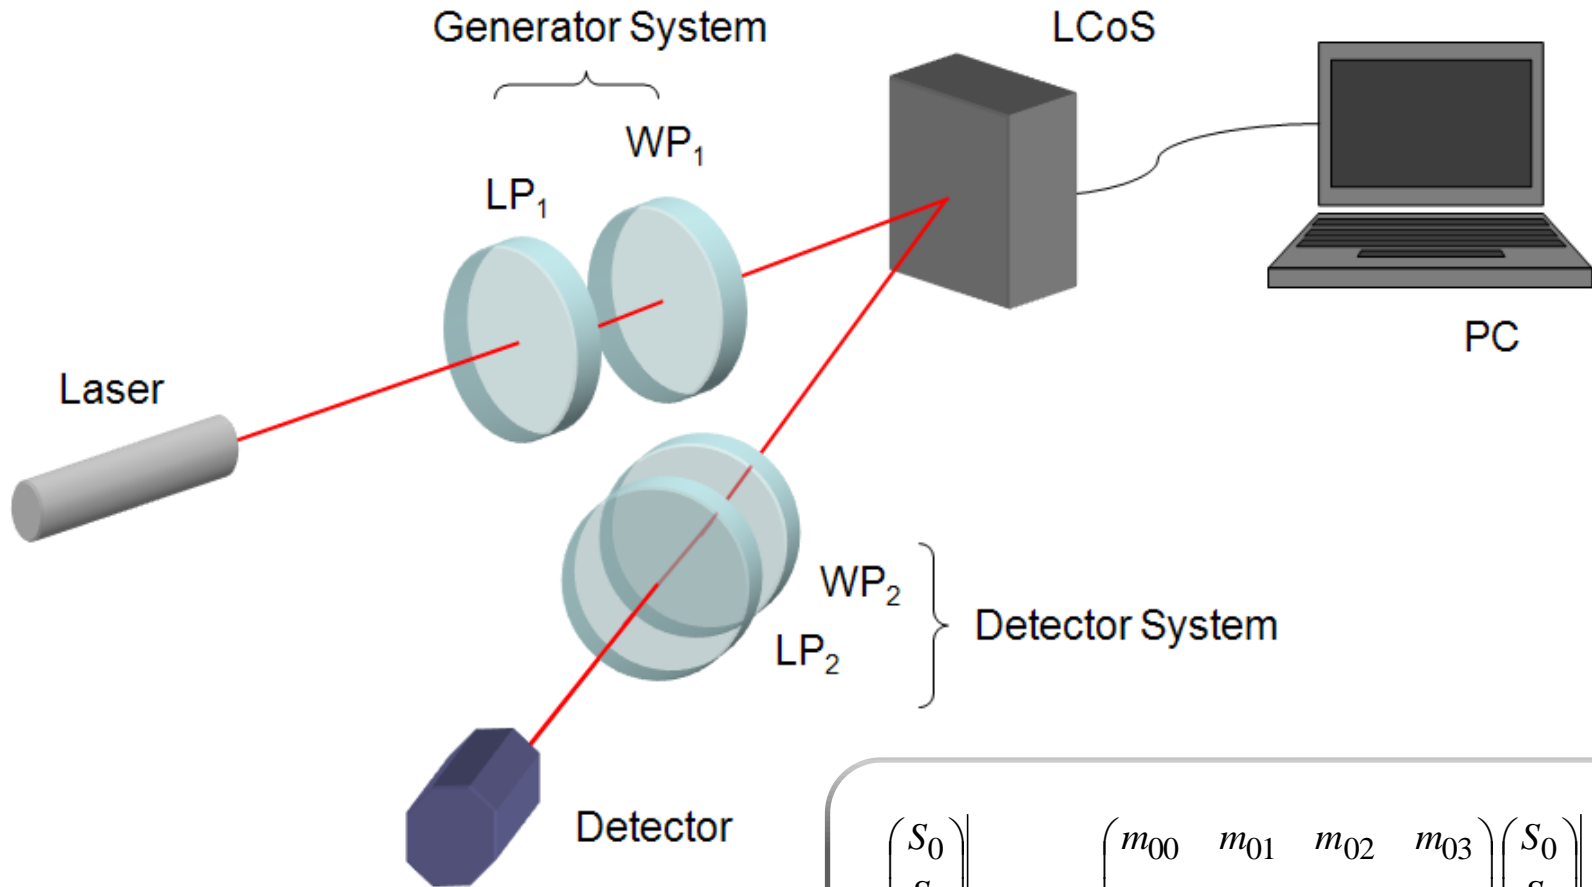 Generator System
LCoS
WP₁
LP₁
PC
Laser
WP₂
Detector System
LP₂
Detector
S₀ m₀₀ m₀₁ m₀₂ m₀₃ S₀